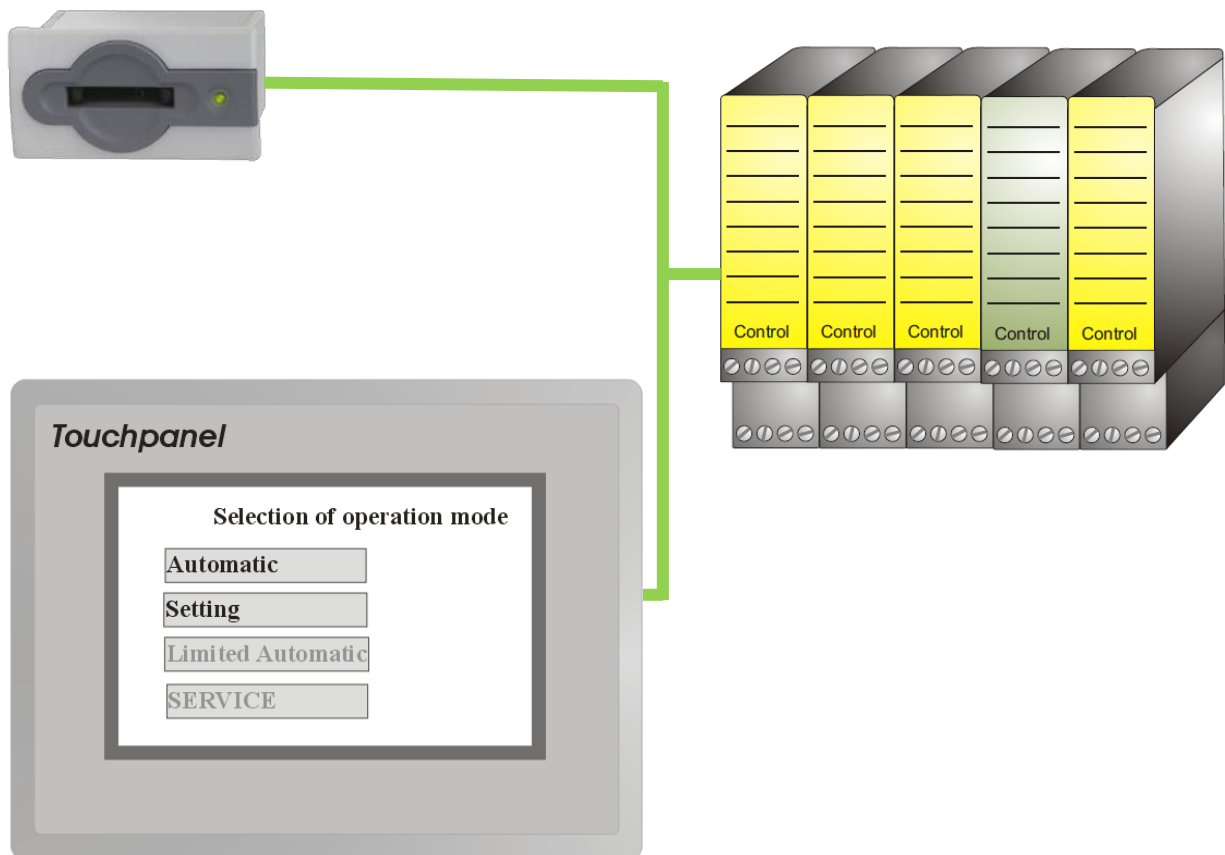 Control Control Control Control Control
Touchpanel
Selection of operation mode
Automatic
Setting
Limited Automatic
SERVICE